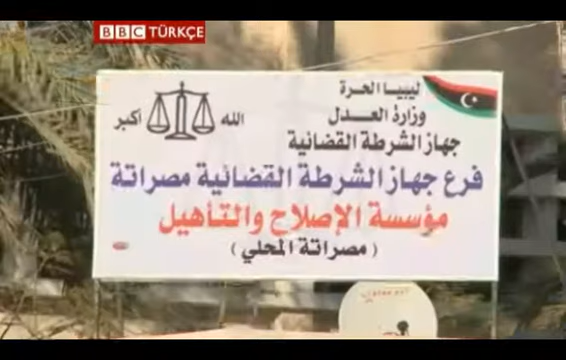 BBC TÜRKÇE
ليبيا الحرة
وزارة العدل
جهاز الشرطة القضائية
الله أكبر
فرع جهاز الشرطة القضائية مصراتة
مؤسسة الإصلاح والتأهيل
(مصراتة المحلي)